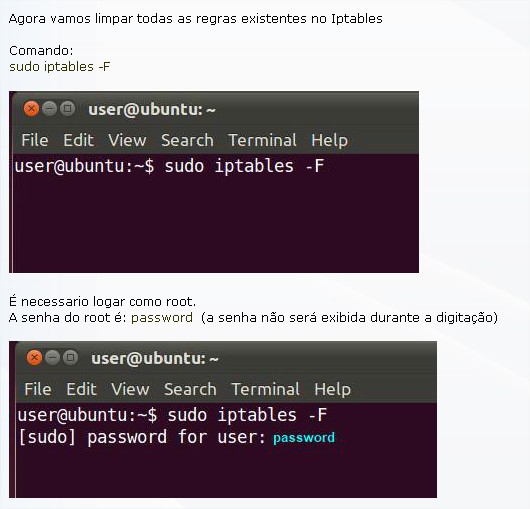 Agora vamos limpar todas as regras existentes no Iptables
Comando:
sudo iptables -F
user@ubuntu: ~
File Edit View Search Terminal Help
user@ubuntu:~$ sudo iptables -F
É necessario logar como root.
A senha do root é: password (a senha não será exibida durante a digitação)
user@ubuntu: ~
File Edit View Search Terminal Help
user@ubuntu:~$ sudo iptables -F
[sudo] password for user: password